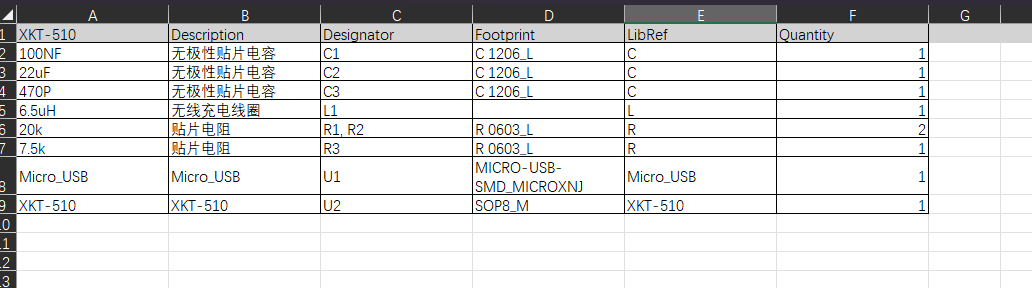 A B C D E F G
1 XKT-510 Description Designator Footprint LibRef Quantity
2 100NF 无极性贴片电容 C1 C 1206_L C 1
3 22uF 无极性贴片电容 C2 C 1206_L C 1
4 470P 无极性贴片电容 C3 C 1206_L C 1
5 6.5uH 无线充电线圈 L1 L 1
6 20k 贴片电阻 R1, R2 R 0603_L R 2
7 7.5k 贴片电阻 R3 R 0603_L R 1
8 Micro_USB Micro_USB U1 MICRO-USB-
SMD_MICROXNJ Micro_USB 1
9 XKT-510 XKT-510 U2 SOP8_M XKT-510 1
10
11
12
13